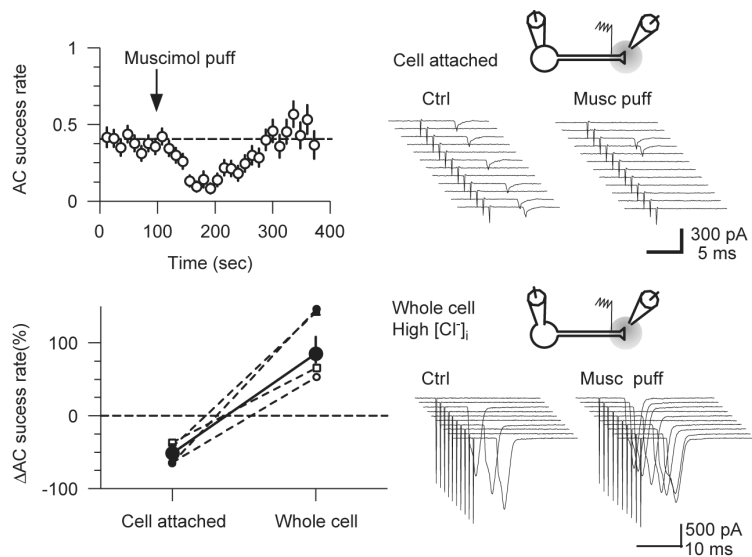 Muscimol puff
AC success rate
1
0.5
0
0 100 200 300 400
Time (sec)
Cell attached
Ctrl Musc puff
300 pA
5 ms
ΔAC sucess rate(%)
100
0
-100
Cell attached Whole cell
Whole cell
High [Cl-]i
Ctrl Musc puff
500 pA
10 ms